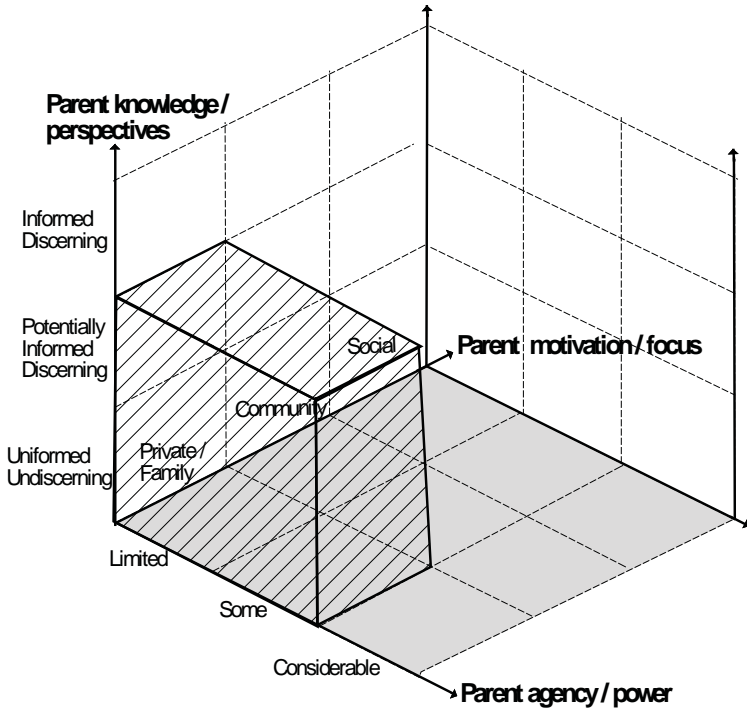 Parent knowledge /
perspectives
Informed
Discerning
Potentially
Informed
Discerning
Uniformed
Undiscerning
Social
Parent motivation / focus
Community
Private /
Family
Limited
Some
Considerable
Parent agency / power